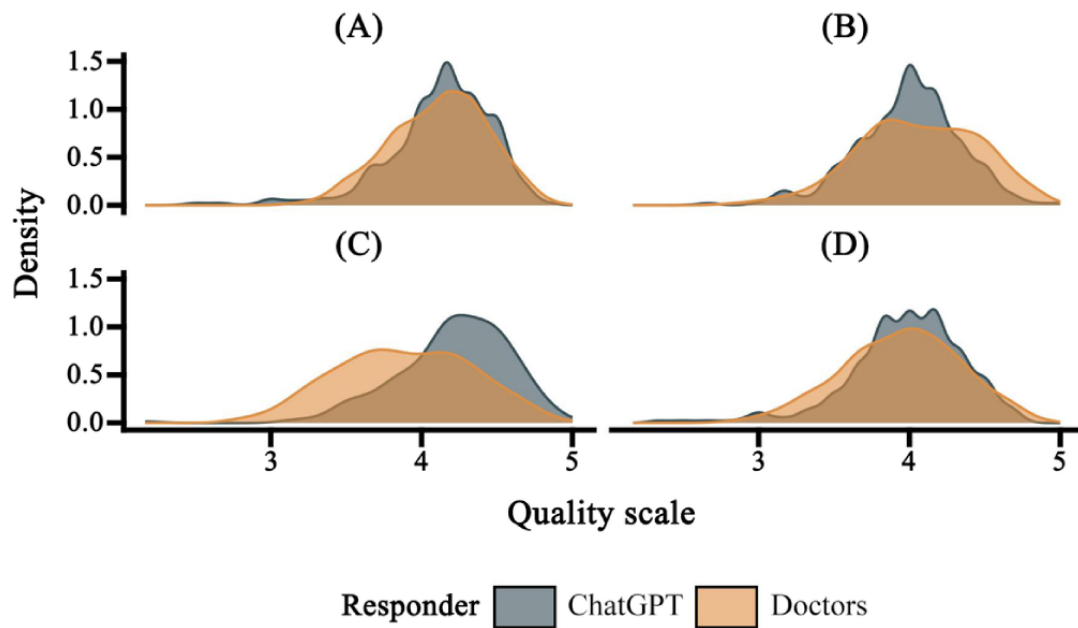 (A)
(B)
1.5
1.0
0.5
0.0
Density
(C)
(D)
1.5
1.0
0.5
0.0
3 4 5 3 4 5
Quality scale
Responder ChatGPT Doctors